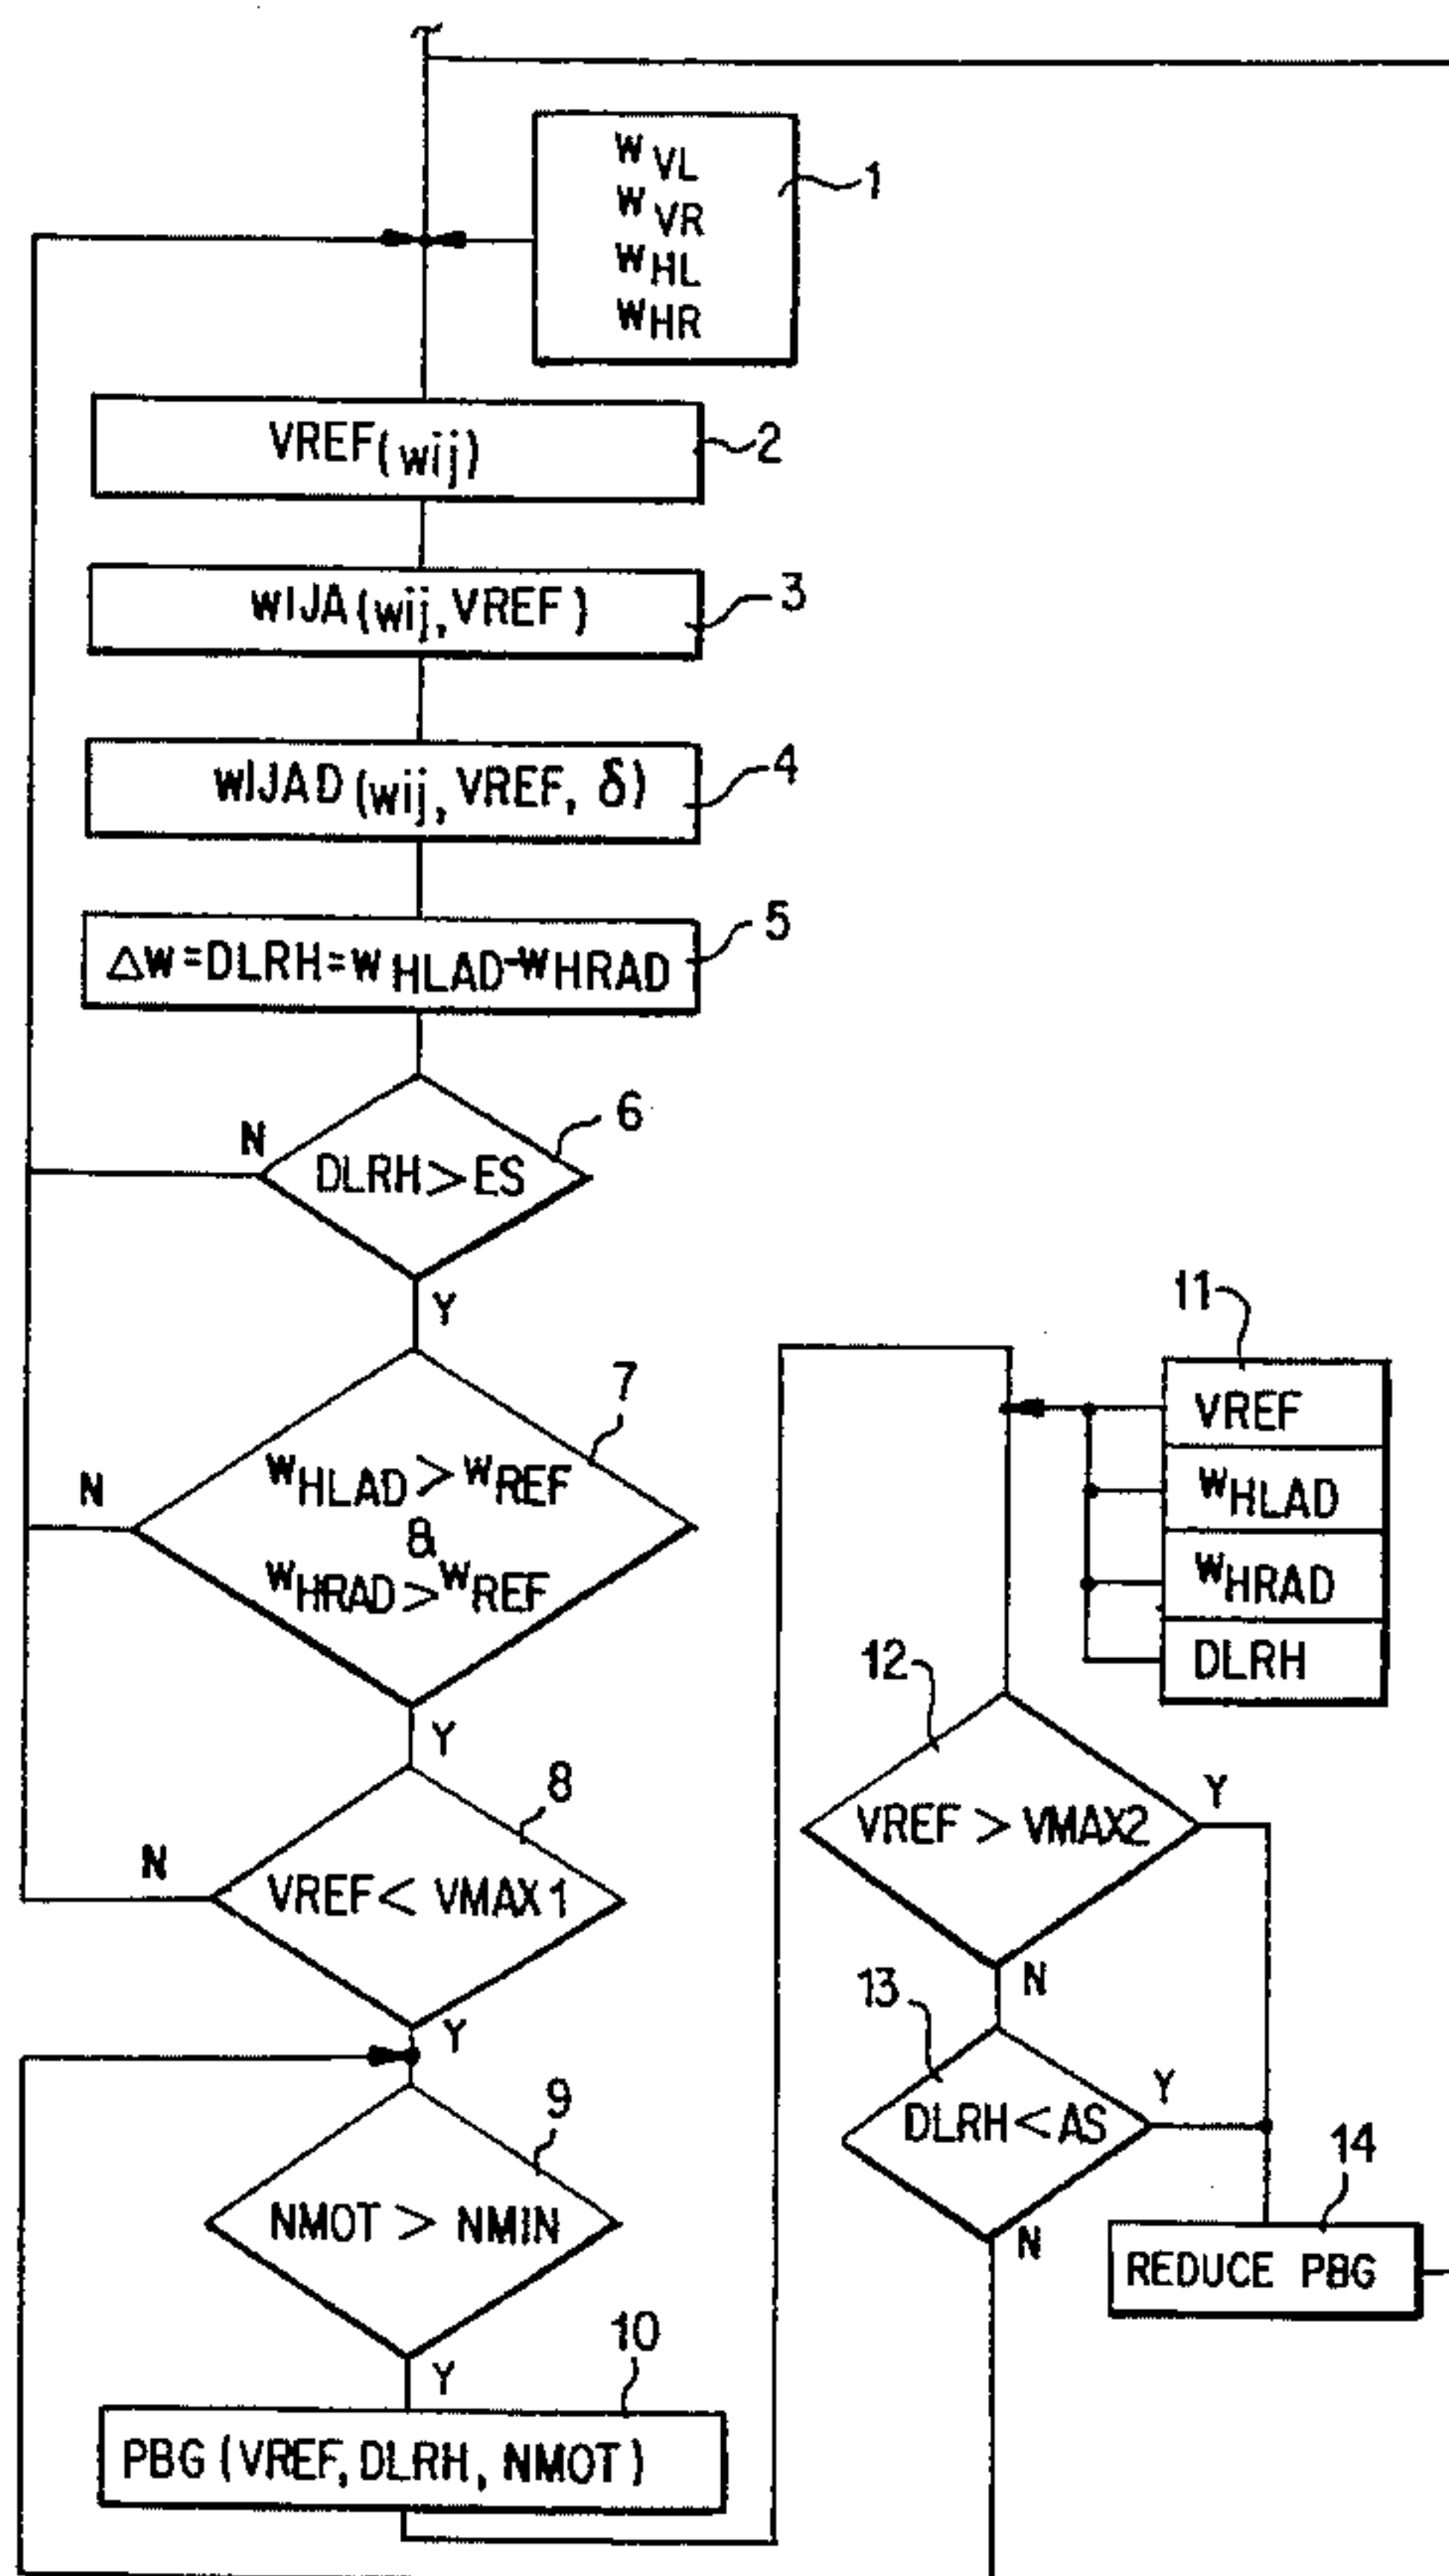 wVL
wVR
wHL
wHR
1
VREF(wij)
2
wIJA(wij, VREF)
3
wIJAD(wij, VREF, δ)
4
Δw=DLRH=wHLAD-wHRAD
5
DLRH>ES
6
N
Y
wHLAD>wREF
&
wHRAD>wREF
7
N
Y
VREF< VMAX1
8
N
Y
NMOT > NMIN
9
Y
PBG(VREF, DLRH, NMOT)
10
11
VREF
wHLAD
wHRAD
DLRH
12
VREF > VMAX2
Y
N
13
DLRH<AS
Y
N
14
REDUCE PBG